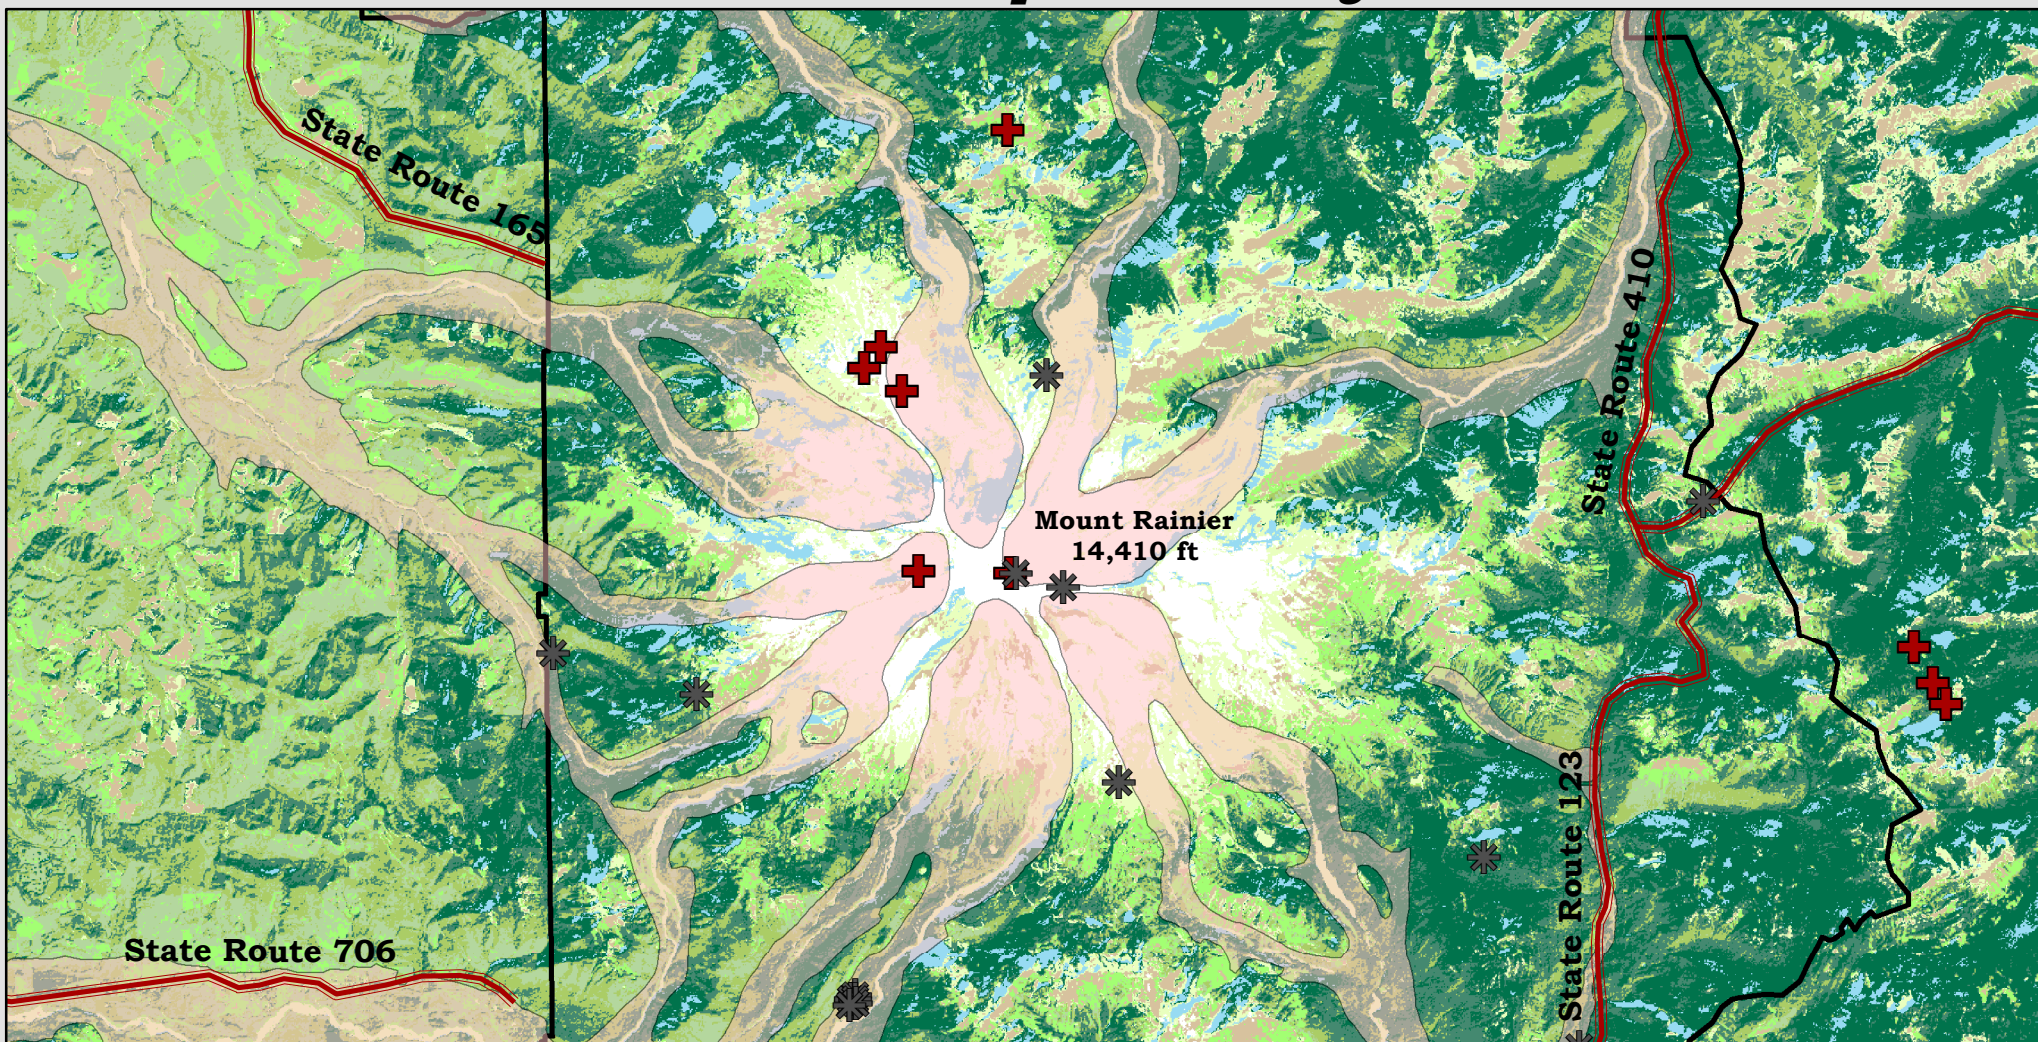 State Route 165
State Route 410
Mount Rainier
14,410 ft
State Route 123
State Route 706